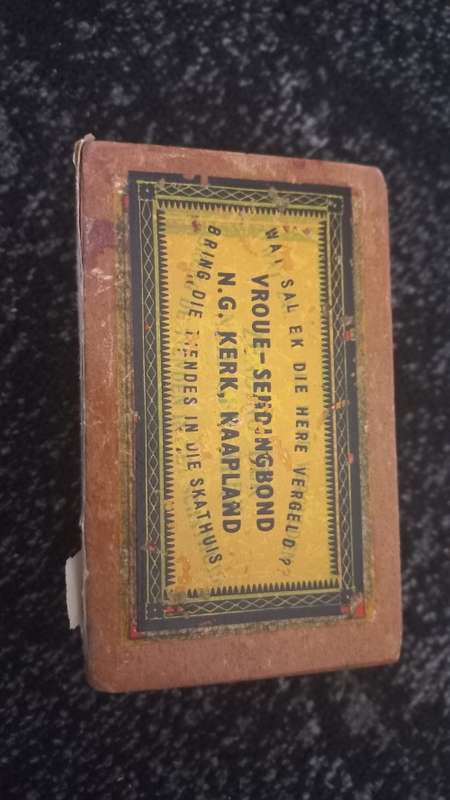 WAT SAL EK DIE HERE VERGELD??
VROUE-SENDINGBOND
N.G. KERK, KAAPLAND
BRING DIE TIENDES IN DIE SKATHUIS